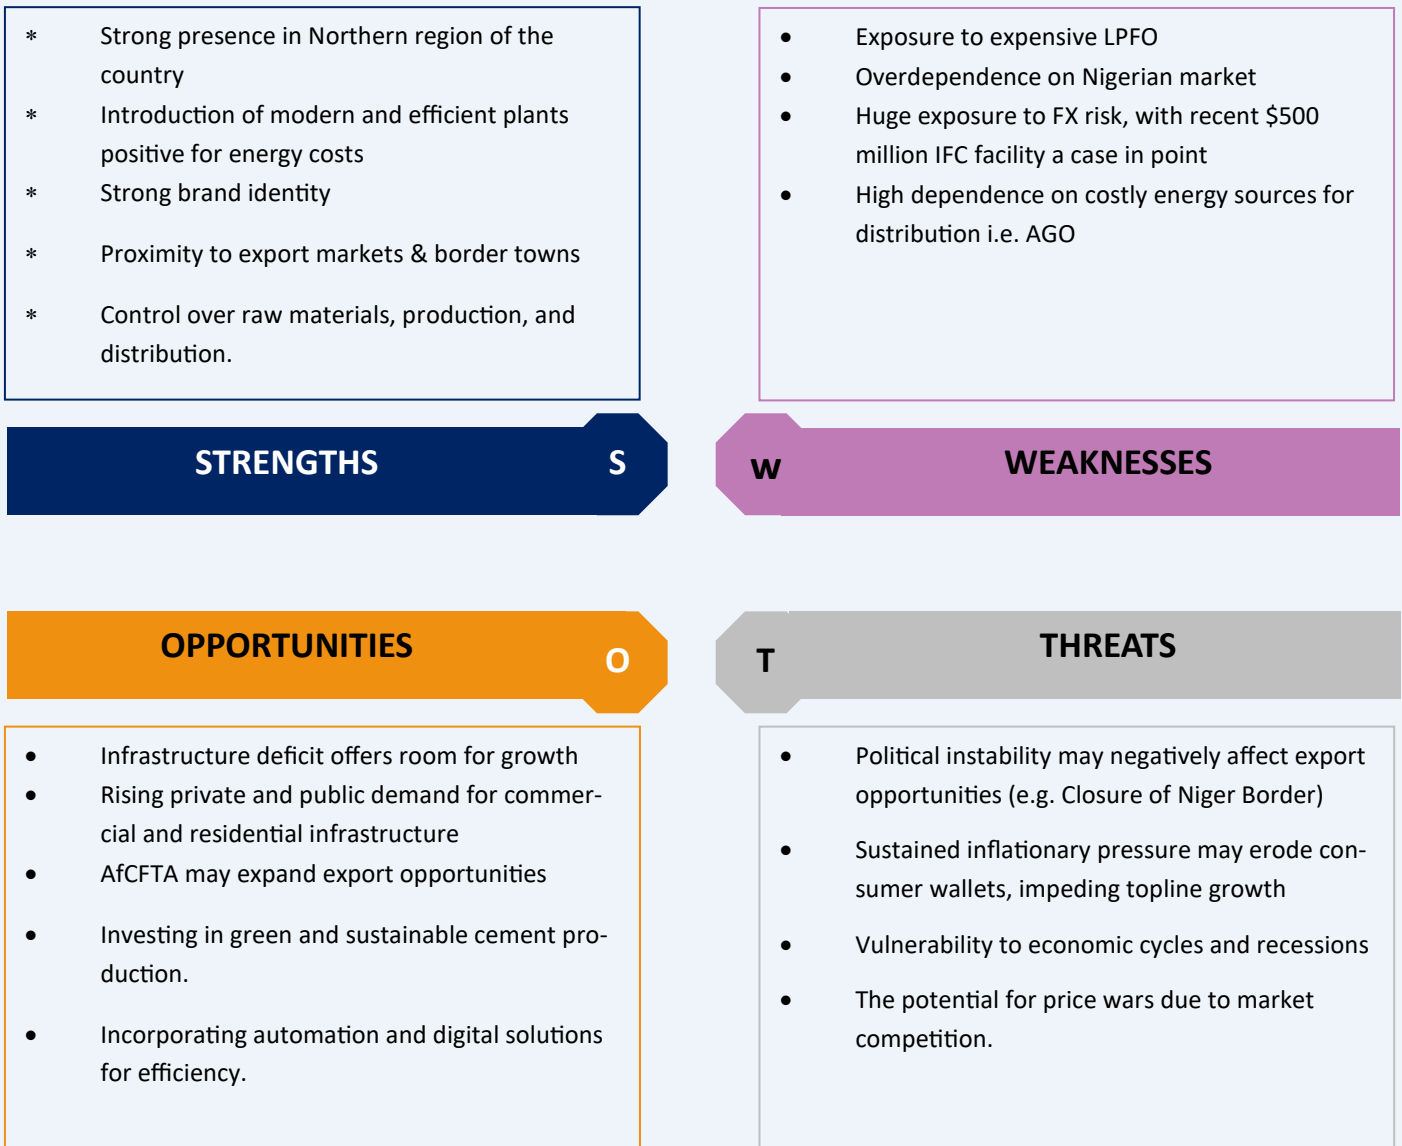 * Strong presence in Northern region of the
country
* Introduction of modern and efficient plants
positive for energy costs
* Strong brand identity
* Proximity to export markets & border towns
* Control over raw materials, production, and
distribution.
STRENGTHS S
• Exposure to expensive LPFO
• Overdependence on Nigerian market
• Huge exposure to FX risk, with recent $500
million IFC facility a case in point
• High dependence on costly energy sources for
distribution i.e. AGO
W WEAKNESSES
OPPORTUNITIES O
• Infrastructure deficit offers room for growth
• Rising private and public demand for commer-
cial and residential infrastructure
• AfCFTA may expand export opportunities
• Investing in green and sustainable cement pro-
duction.
• Incorporating automation and digital solutions
for efficiency.
T THREATS
• Political instability may negatively affect export
opportunities (e.g. Closure of Niger Border)
• Sustained inflationary pressure may erode con-
sumer wallets, impeding topline growth
• Vulnerability to economic cycles and recessions
• The potential for price wars due to market
competition.